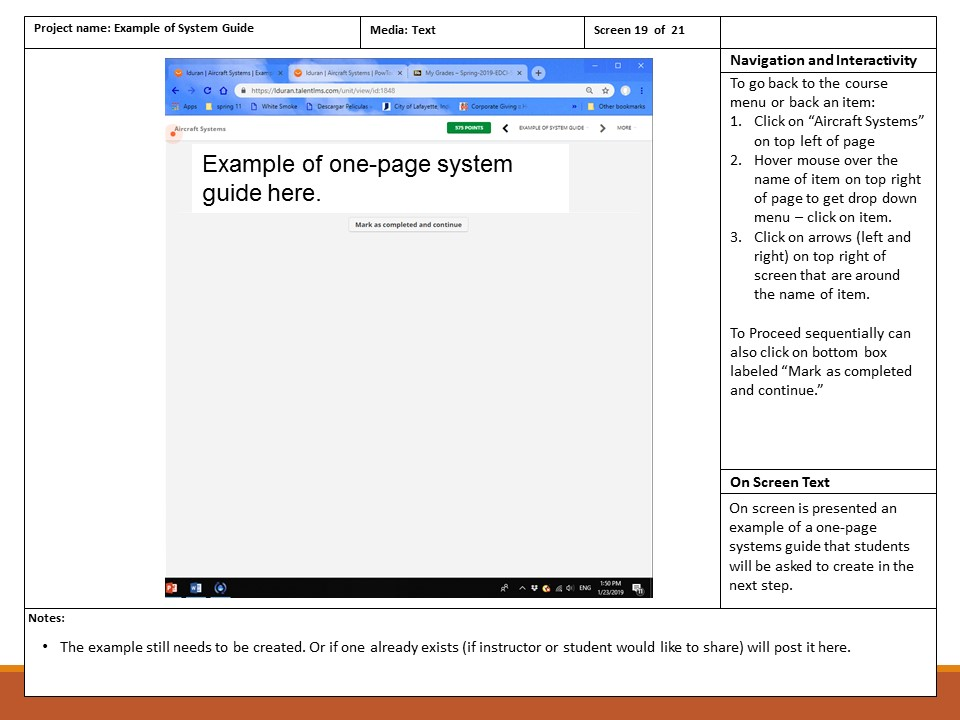 Project name: Example of System Guide
Media: Text
Screen 19 of 21
lduran | Aircraft Systems | Exam
lduran | Aircraft Systems | PowT
My Grades – Spring-2019-EDCI-
https://lduran.talentlms.com/unit/view/id:1848
Apps
spring 11
White Smoke
Descargar Peliculas
City of Lafayette, Ind
Corporate Giving
»
Other bookmarks
Aircraft Systems
575 POINTS
EXAMPLE OF SYSTEM GUIDE
MORE
Example of one-page system
guide here.
Mark as completed and continue
ENG
1:50 PM
1/23/2019
Navigation and Interactivity
To go back to the course
menu or back an item:
1. Click on “Aircraft Systems”
on top left of page
2. Hover mouse over the
name of item on top right
of page to get drop down
menu – click on item.
3. Click on arrows (left and
right) on top right of
screen that are around
the name of item.
To Proceed sequentially can
also click on bottom box
labeled “Mark as completed
and continue.”
On Screen Text
On screen is presented an
example of a one-page
systems guide that students
will be asked to create in the
next step.
Notes:
• The example still needs to be created. Or if one already exists (if instructor or student would like to share) will post it here.